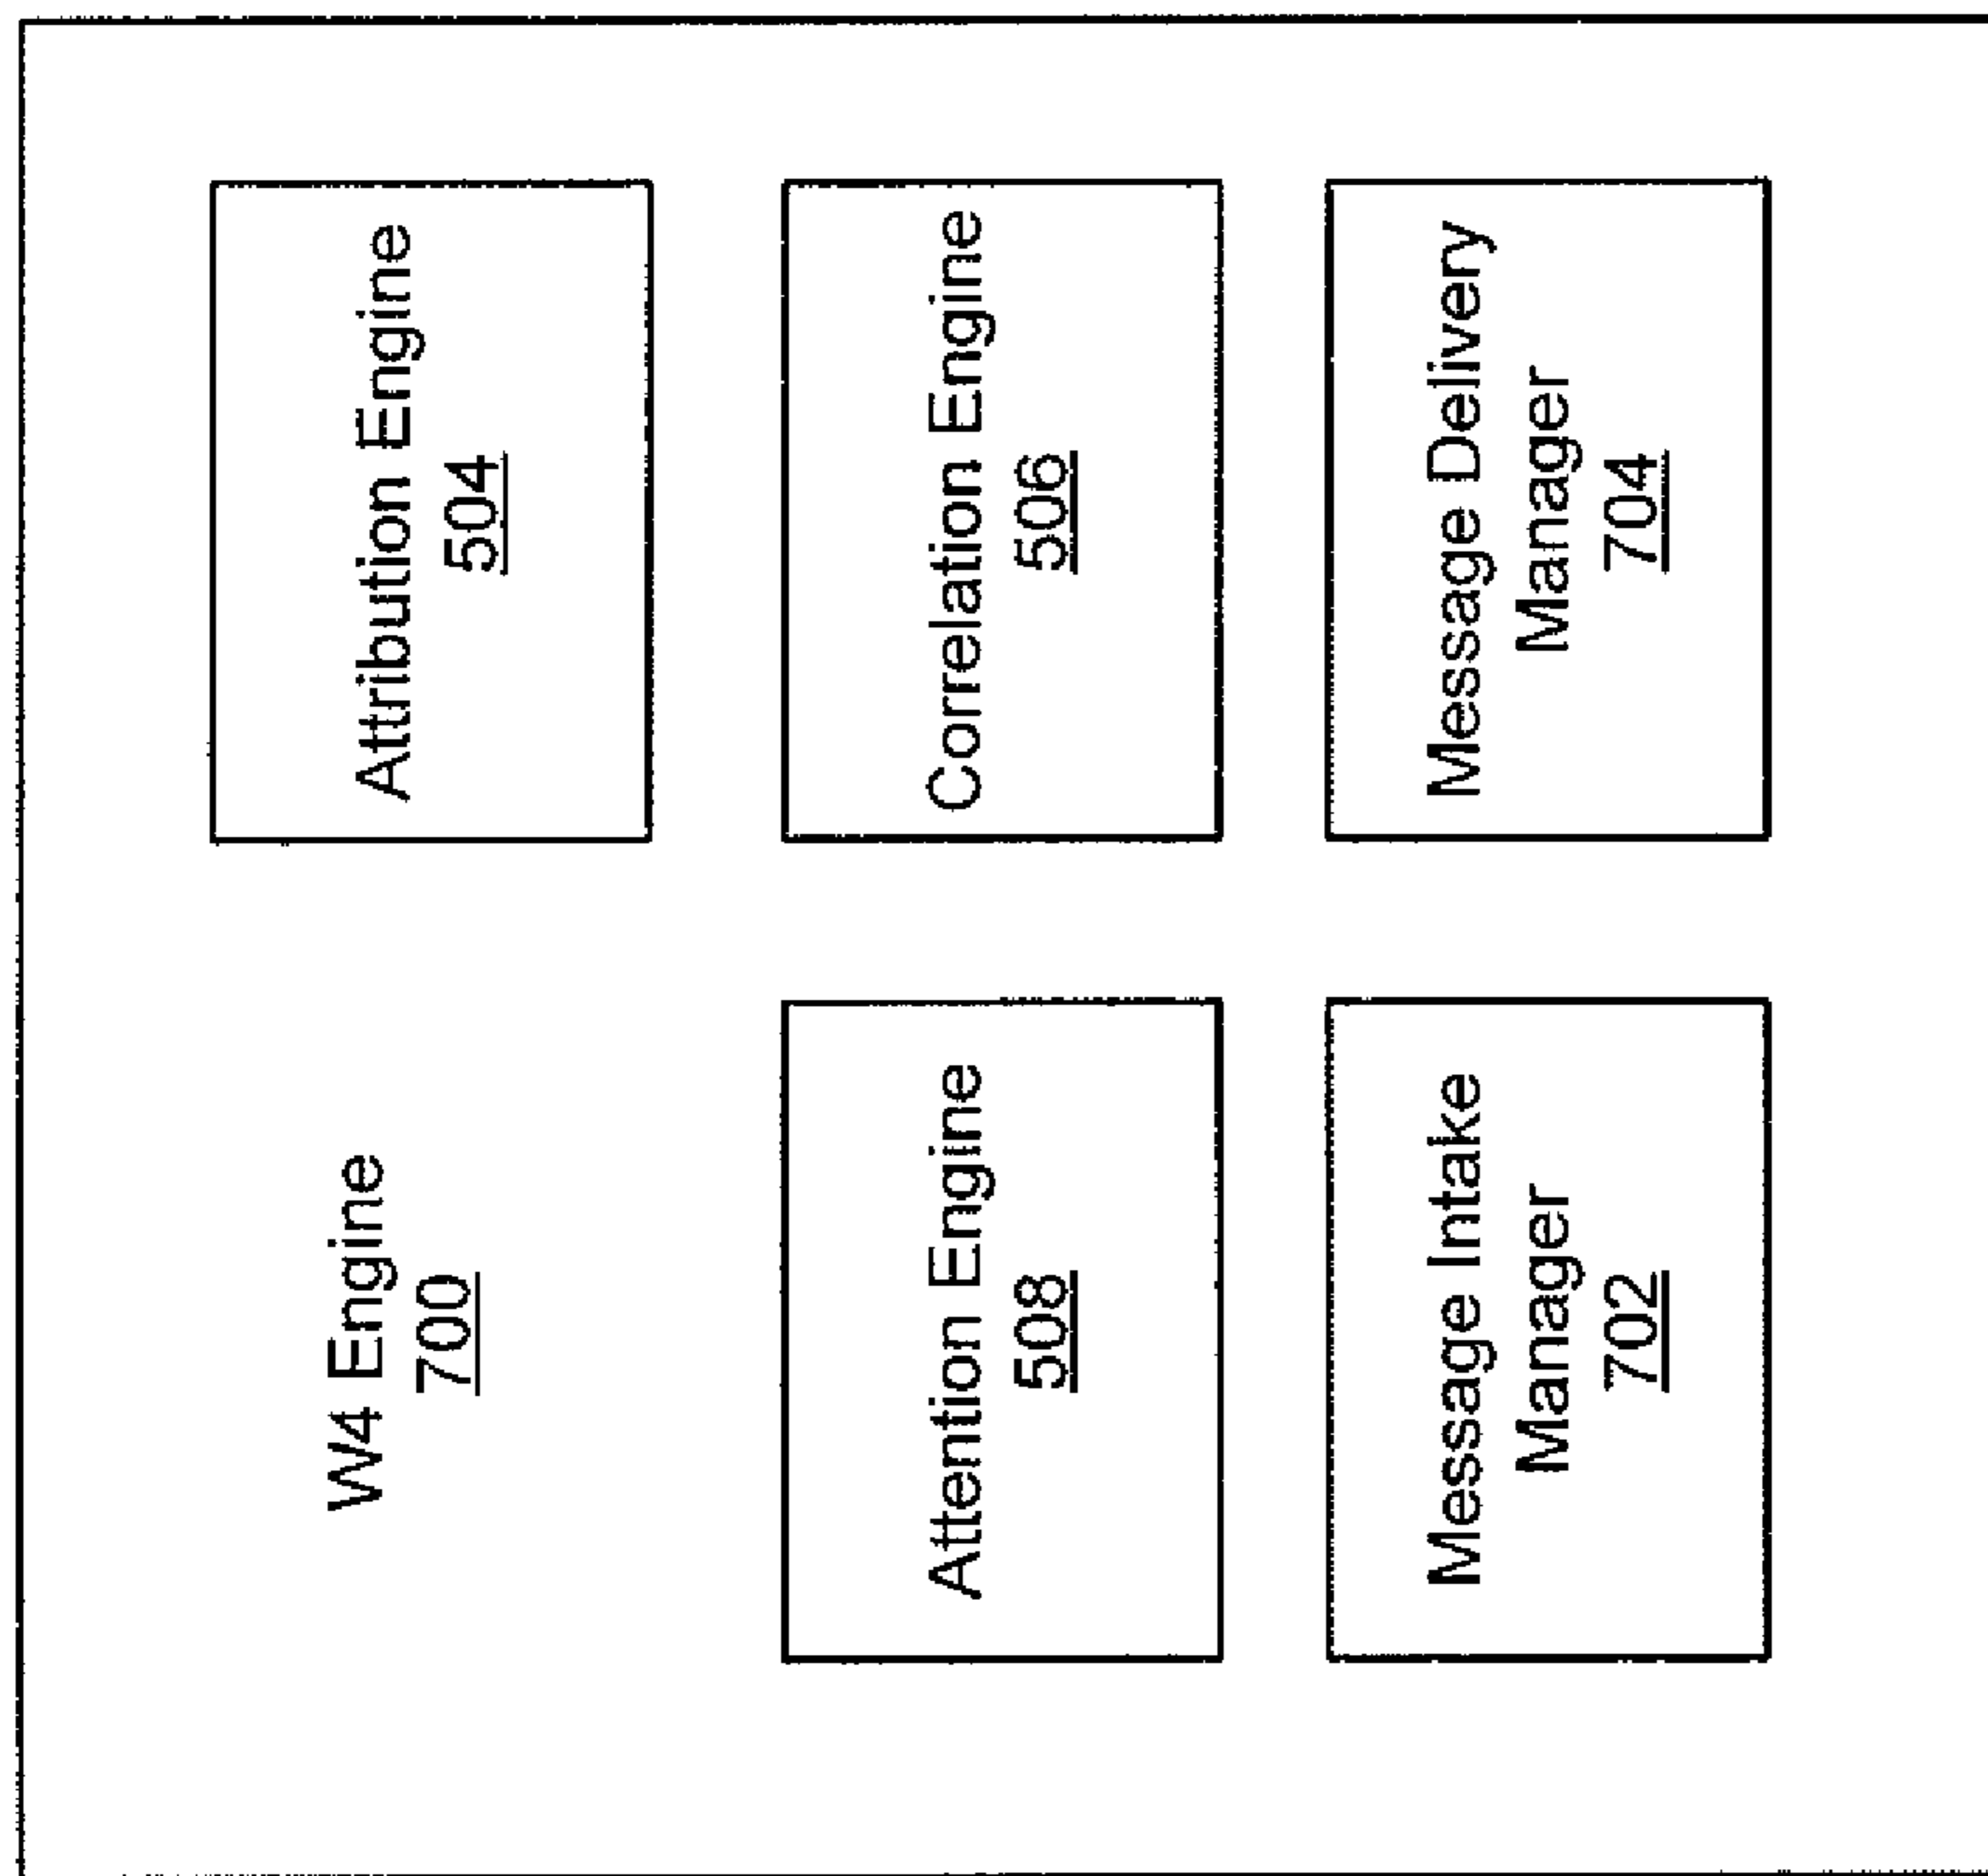 W4 Engine
700
Attribution Engine
504
Attention Engine
508
Correlation Engine
506
Message Intake
Manager
702
Message Delivery
Manager
704